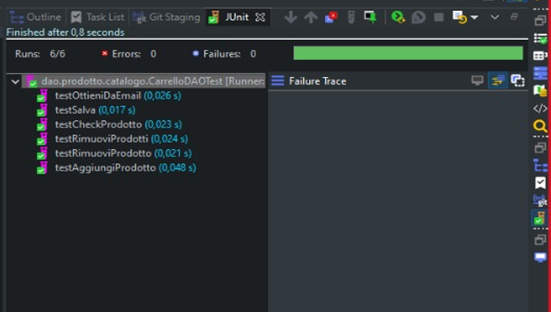 Outline Task List Git Staging JUnit
Finished after 0,8 seconds
Runs: 6/6 Errors: 0 Failures: 0
dao.prodotto.catalogo.CarrelloDAOTest [Runner: Failure Trace
testOttieniDaEmail (0,026 s)
testSalva (0,017 s)
testCheckProdotto (0,023 s)
testRimuoviProdotti (0,024 s)
testRimuoviProdotto (0,021 s)
testAggiungiProdotto (0,048 s)
git